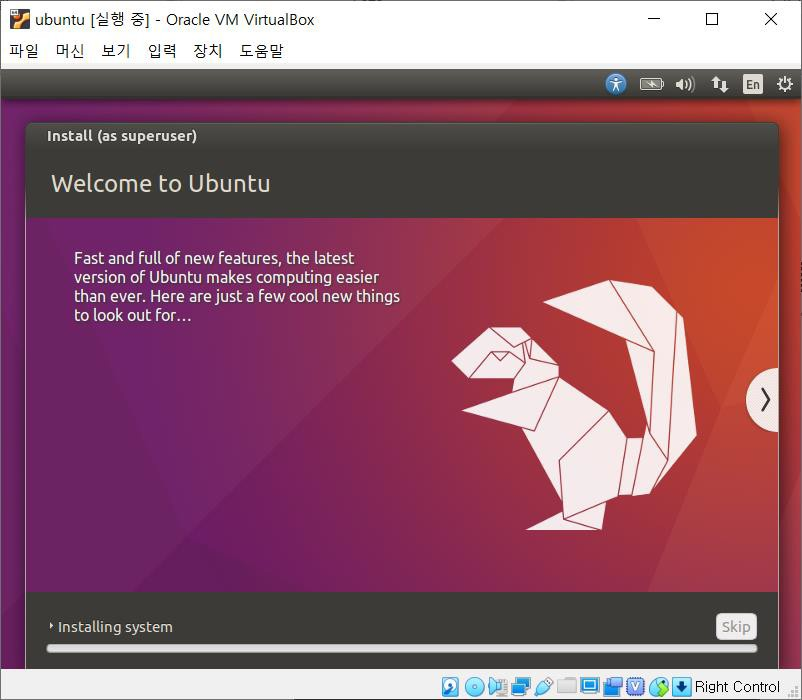 ubuntu [실행 중] - Oracle VM VirtualBox
파일 머신 보기 입력 장치 도움말
En
Install (as superuser)
Welcome to Ubuntu
Fast and full of new features, the latest
version of Ubuntu makes computing easier
than ever. Here are just a few cool new things
to look out for…
Installing system
Skip
Right Control